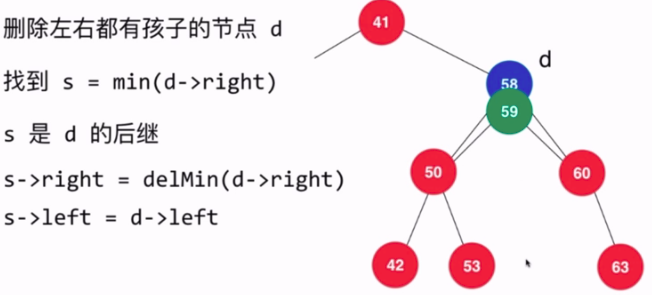 删除左右都有孩子的节点 d
找到 s = min(d->right)
s 是 d 的后继
s->right = delMin(d->right)
s->left = d->left
41
d
58
59
50
60
42
53
63